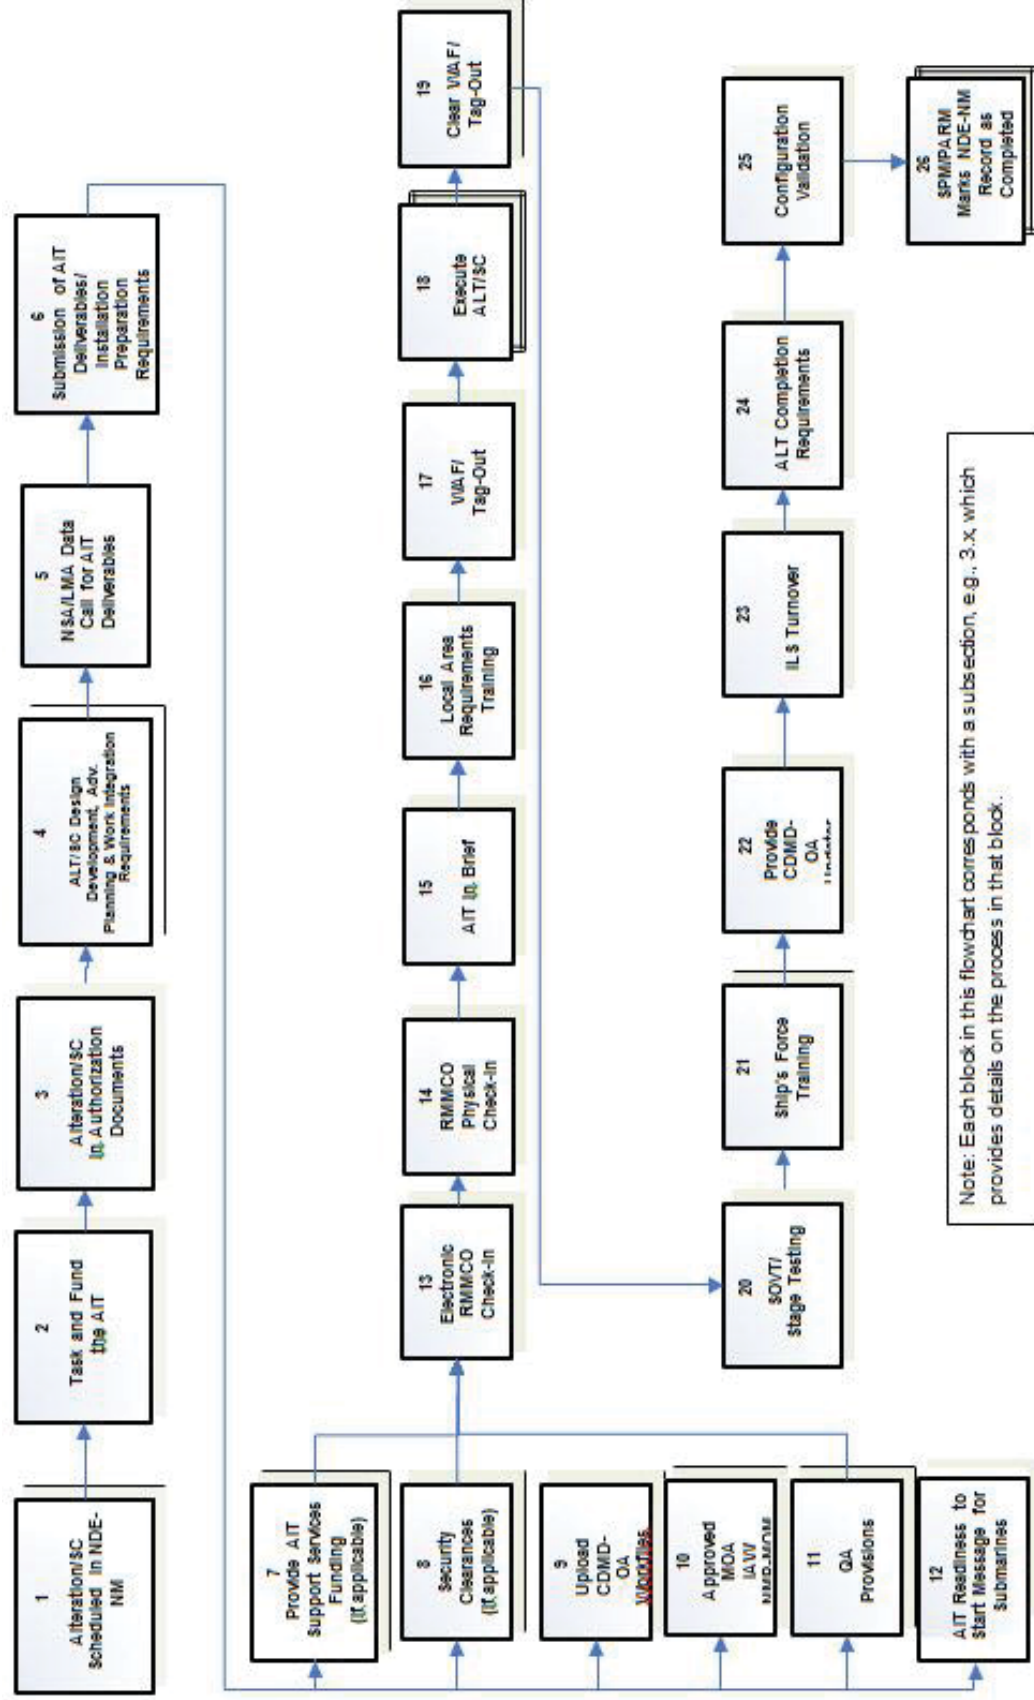 1
Alteration/SC
Scheduled in NDE-
NM
2
Task and Fund
the AIT
3
Alteration/SC
in Authorization
Documents
4
ALT/SC Design
Development, Adv.
Planning & Work Integration
Requirements
5
NSA/LMA Data
Call for AIT
Deliverables
6
Submission of AIT
Deliverables/
Installation
Preparation
Requirements
7
Provide AIT
Support Services
Funding
(if applicable)
8
Security
Clearances
(if applicable)
9
Upload
CDMD-
OA
Workfiles
10
Approved
MOA
IAW
11
QA
Provisions
12
AIT Readiness to
Start Message for
Submarines
13
Electronic
RMMCO
Check-In
14
RMMCO
Physical
Check-In
15
AIT In Brief
16
Local Area
Requirements
Training
17
WAF/
Tag-Out
18
Execute
ALT/SC
19
Clear WAF/
Tag-Out
20
SOVT/
Stage Testing
21
Ship's Force
Training
22
Provide
CDMD-
OA
23
ILS Turnover
24
ALT Completion
Requirements
25
Configuration
Validation
26
SPM/PARM
Marks NDE-NM
Record as
Completed
Note: Each block in this flowchart corresponds with a subsection, e.g., 3.x, which
provides details on the process in that block.